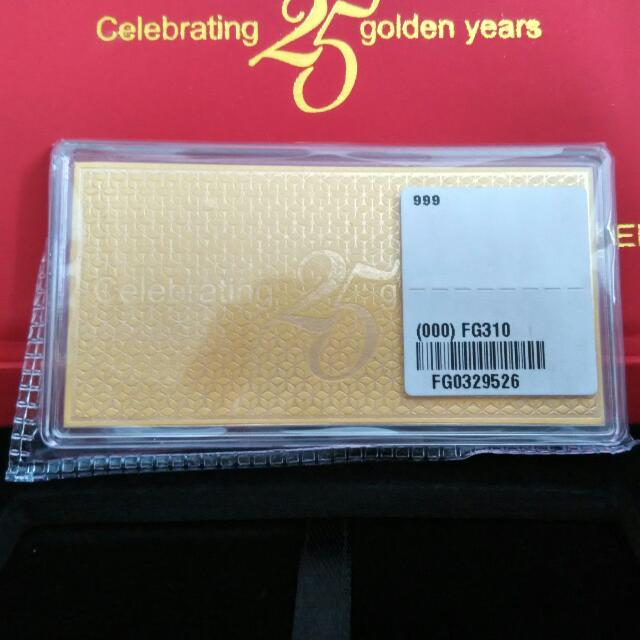 Celebrating 25 golden years
999
Celebrating 25 g
(000) FG310
FG0329526